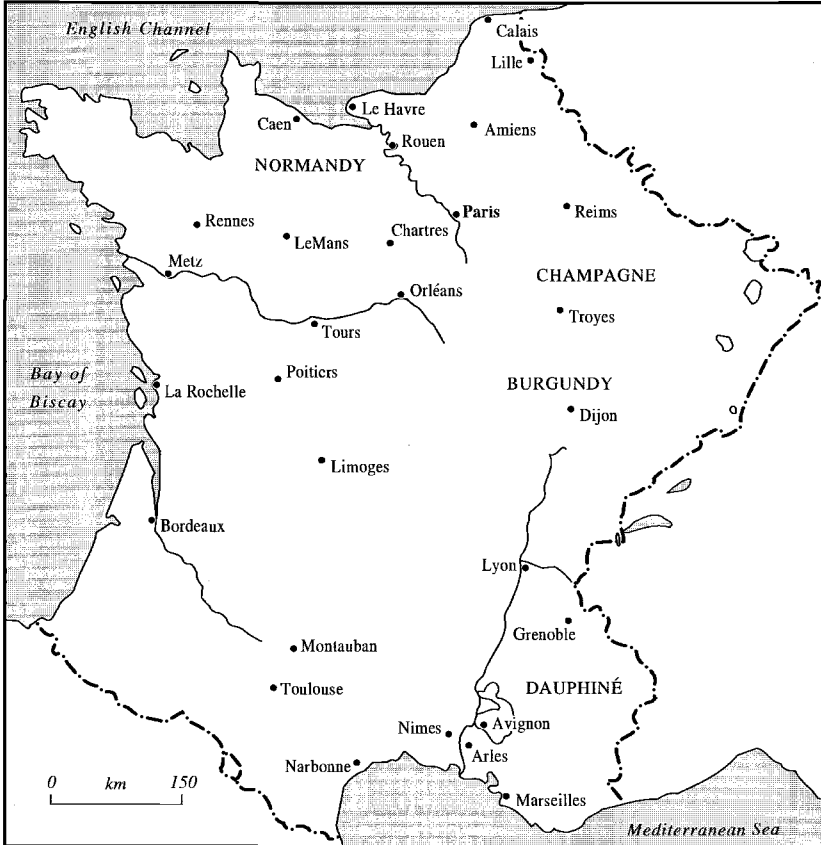 English Channel
Calais
Lille
Le Havre
Caen
Amiens
Rouen
NORMANDY
Paris
Reims
Rennes
Chartres
LeMans
Metz
CHAMPAGNE
Orléans
Troyes
Tours
Bay of
Biscay
Poitiers
La Rochelle
BURGUNDY
Dijon
Limoges
Bordeaux
Lyon
Grenoble
Montauban
Toulouse
DAUPHINÉ
Avignon
Nimes
Arles
Narbonne
0 km 150
Marseilles
Mediterranean Sea